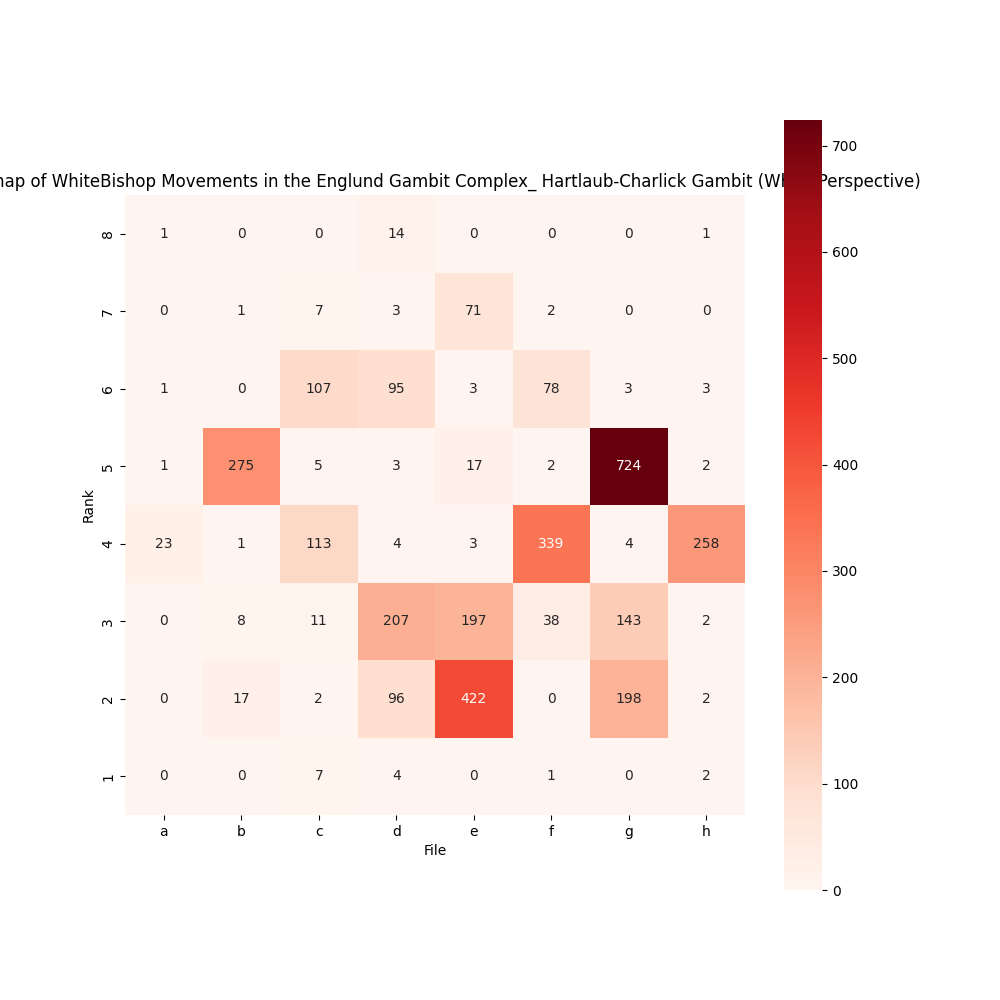 of WhiteBishop Movements in the Englund Gambit Complex_ Hartlaub-Charlick Gambit Perspective)
8 1 0 0 14 0 0 0 1
7 0 1 7 3 71 2 0 0
6 1 0 107 95 3 78 3 3
5 1 275 5 3 17 2 724 2
4 23 1 113 4 3 339 4 258
3 0 8 11 207 197 38 143 2
2 0 17 2 96 422 0 198 2
1 0 0 7 4 0 1 0 2
a b c d e f g h
File
Rank
700
600
500
400
300
200
100
0